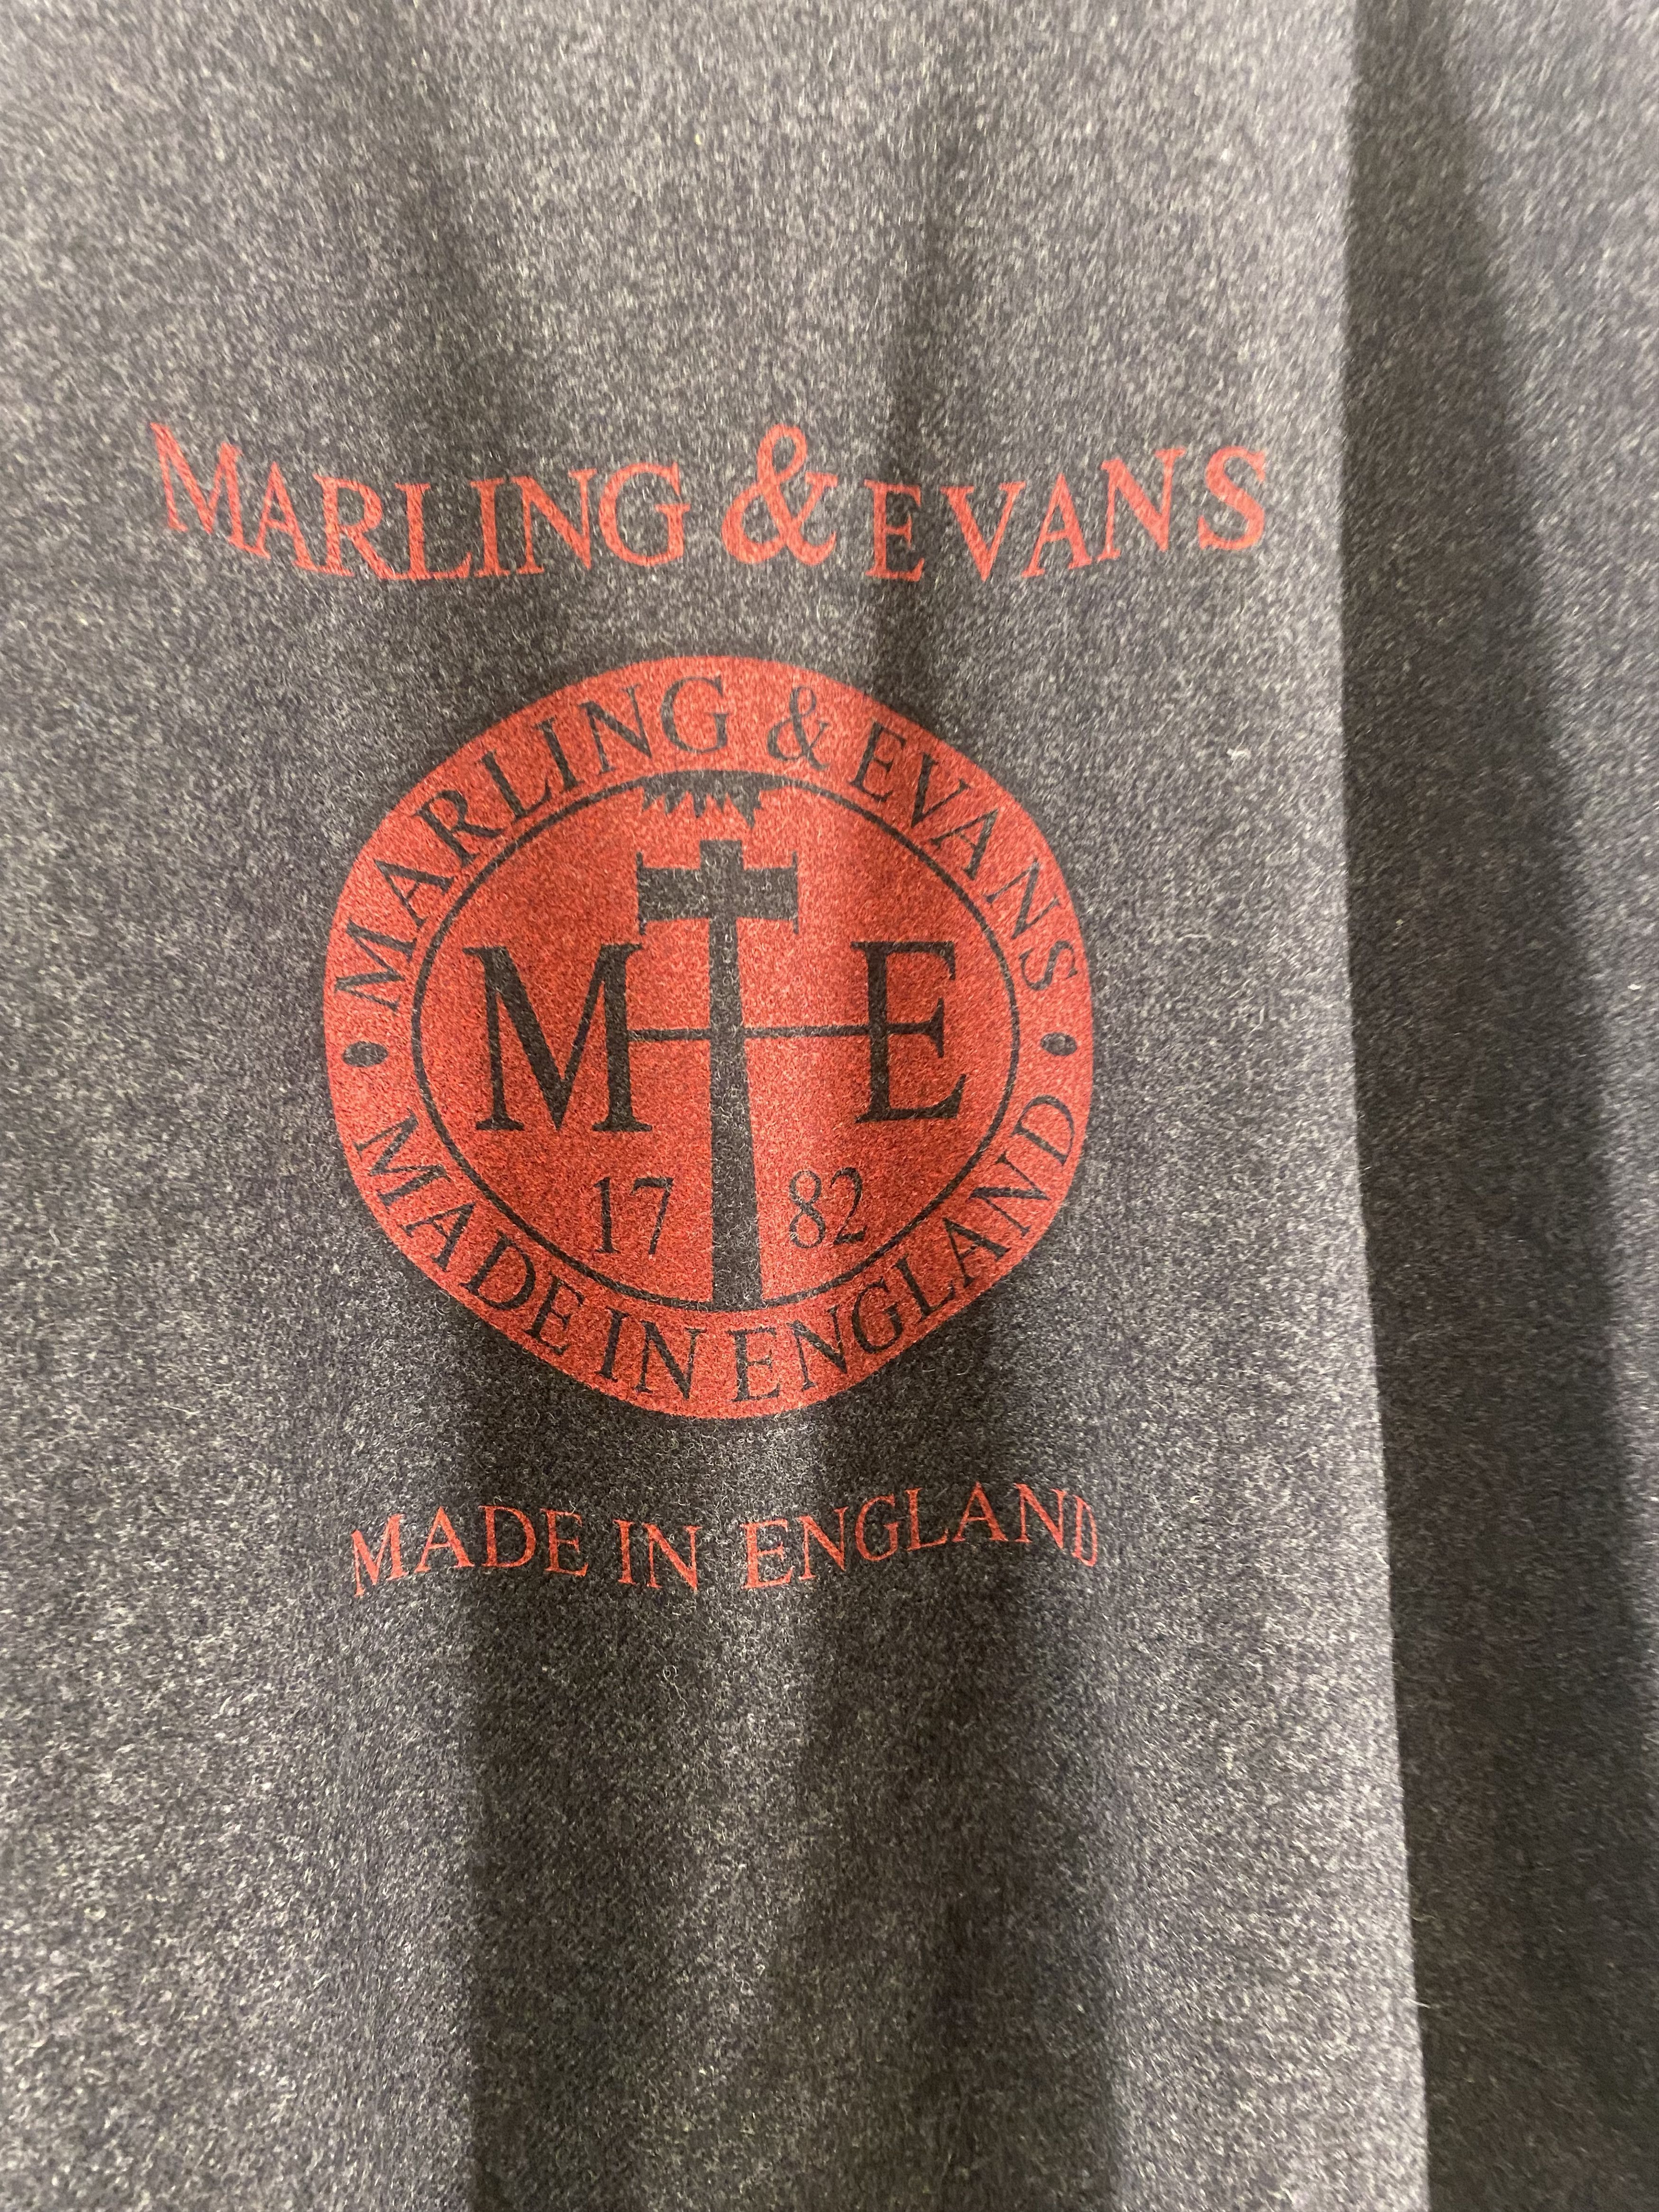 MARLING & EVANS
MARLING & EVANS
M E
17 82
• MADE IN ENGLAND •
MADE IN ENGLAND